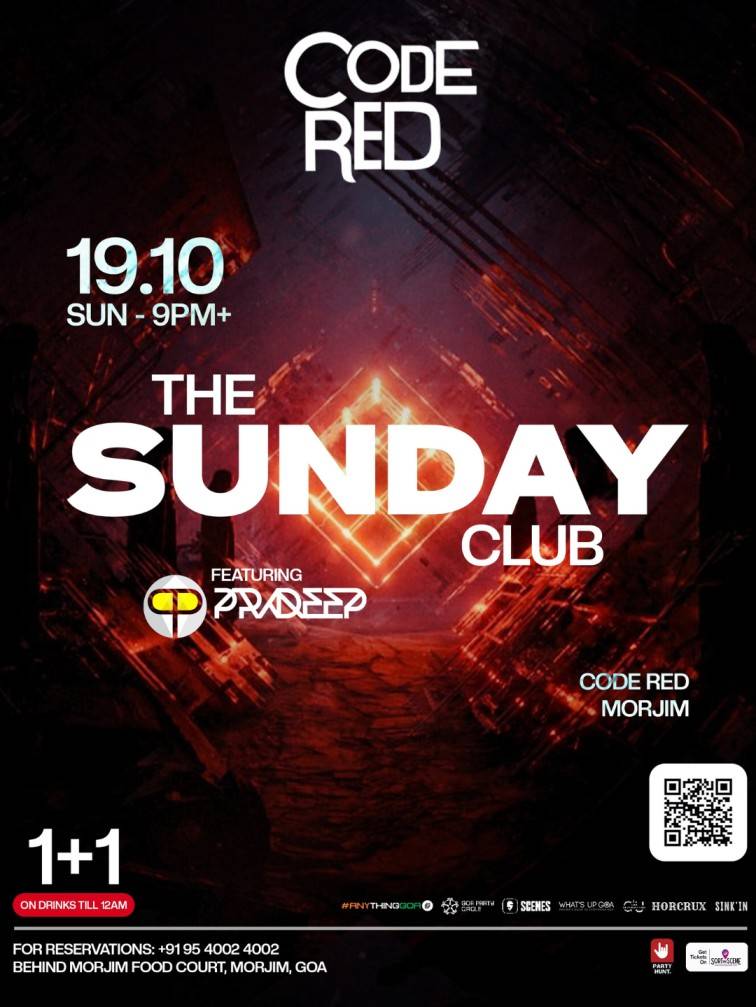 CODE
RED
19.10
SUN - 9PM+
THE
SUNDAY
CLUB
FEATURING
PRADEEP
CODE RED
MORJIM
1+1
ON DRINKS TILL 12AM
#ANYTHINGGOA
GOA PARTY
SCENES
WHAT'S UP GOA
HORCRUX
SINK'IN
FOR RESERVATIONS: +91 95 4002 4002
BEHIND MORJIM FOOD COURT, MORJIM, GOA
PARTY
HUNT.
Get
Tickets
On
SORTMYSCENE